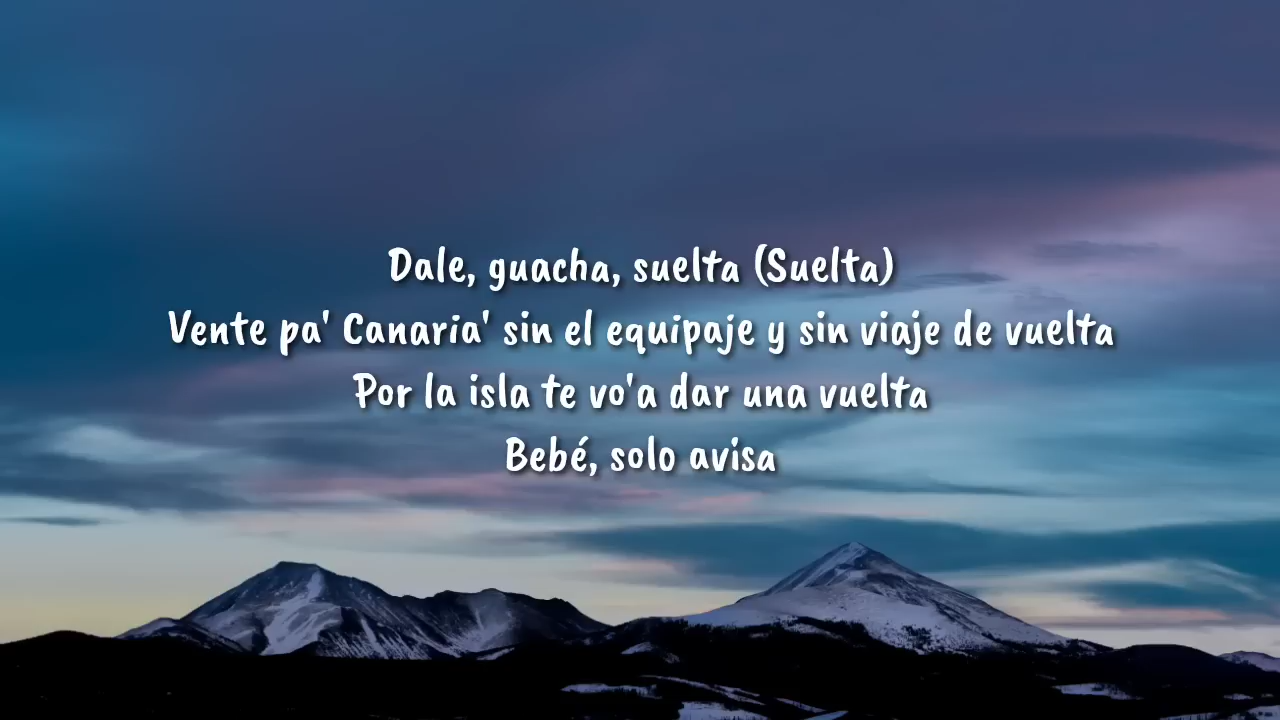 Dale, guacha, suelta (Suelta)
Vente pa' Canaria' sin el equipaje y sin viaje de vuelta
Por la isla te vo'a dar una vuelta
Bebé, solo avisa